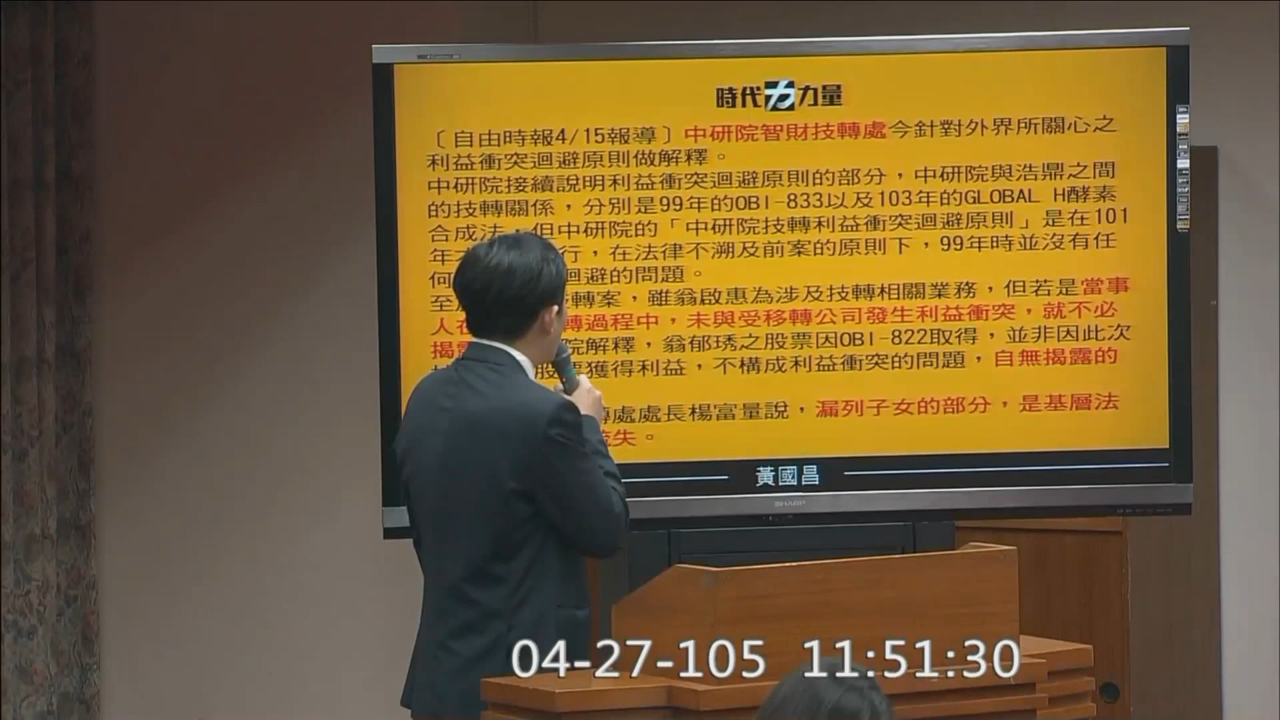 時代力力量
〔自由時報4/15報導〕中研院智財技轉處今針對外界所關心之
利益衝突迴避原則做解釋。
中研院接續說明利益衝突迴避原則的部分，中研院與浩鼎之間
的技轉關係，分別是99年的OBI-833以及103年的GLOBAL H酵素
合成法，但中研院的「中研院技轉利益衝突迴避原則」是在101
年 行，在法律不溯及前案的原則下，99年時並沒有任
何 迴避的問題。
至 轉案，雖翁啟惠為涉及技轉相關業務，但若是當事
人在 轉過程中，未與受移轉公司發生利益衝突，就不必
揭 院解釋，翁郁琇之股票因OBI-822取得，並非因此次
股票獲得利益，不構成利益衝突的問題，自無揭露的
處處長楊富量說，漏列子女的部分，是基層法
失。
黃國昌
SHARP
04-27-105 11:51:30